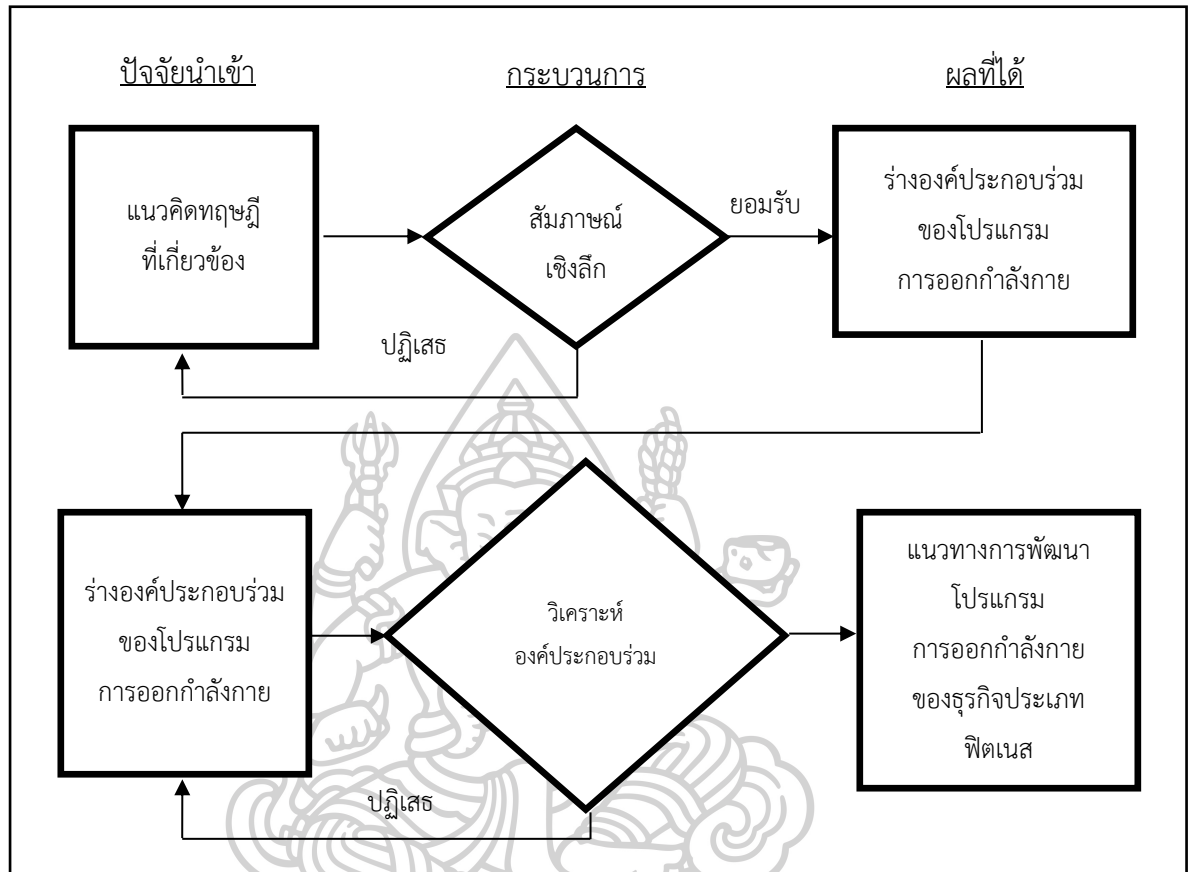 ปัจจัยนำเข้า
กระบวนการ
ผลที่ได้
แนวคิดทฤษฎี
ที่เกี่ยวข้อง
สัมภาษณ์
เชิงลึก
ยอมรับ
ร่างองค์ประกอบร่วม
ของโปรแกรม
การออกกำลังกาย
ปฏิเสธ
ร่างองค์ประกอบร่วม
ของโปรแกรม
การออกกำลังกาย
วิเคราะห์
องค์ประกอบร่วม
แนวทางการพัฒนา
โปรแกรม
การออกกำลังกาย
ของธุรกิจประเภท
ฟิตเนส
ปฏิเสธ